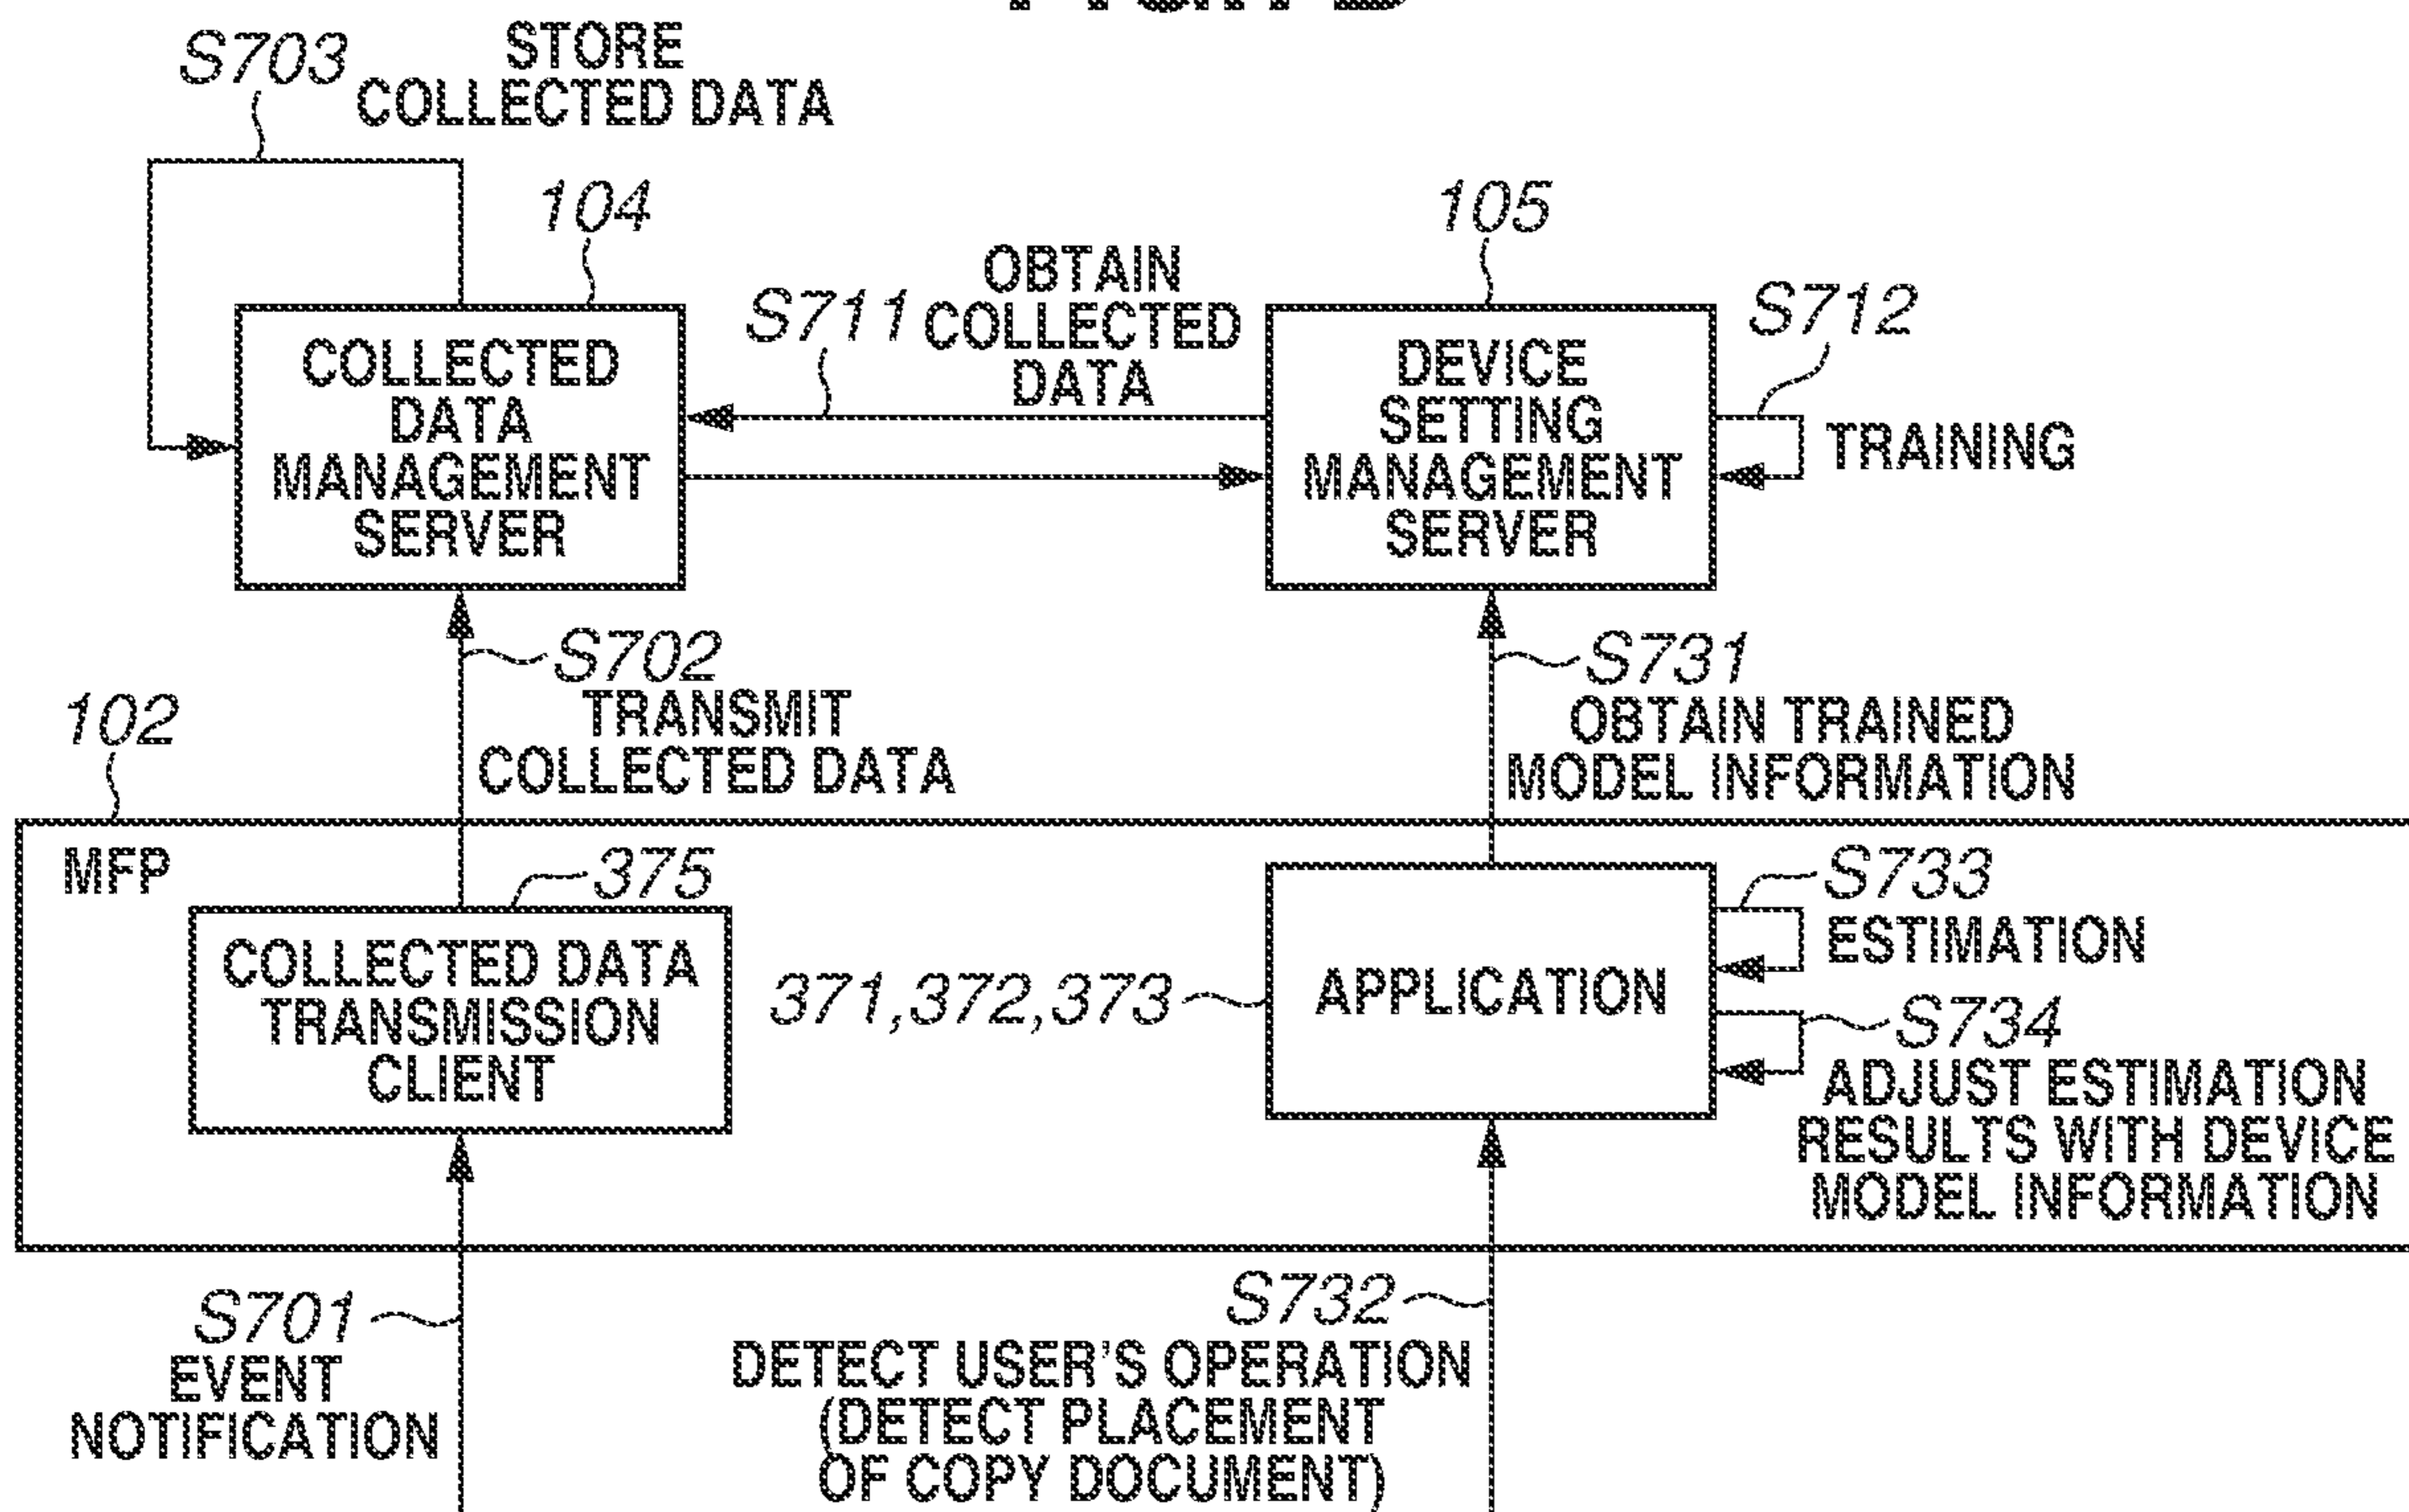 S703
STORE
COLLECTED DATA
104
105
S711
OBTAIN
COLLECTED
DATA
S712
COLLECTED
DATA
MANAGEMENT
SERVER
DEVICE
SETTING
MANAGEMENT
SERVER
TRAINING
S702
TRANSMIT
COLLECTED DATA
S731
OBTAIN TRAINED
MODEL INFORMATION
102
MFP
375
COLLECTED DATA
TRANSMISSION
CLIENT
371,372,373
APPLICATION
S733
ESTIMATION
S734
ADJUST ESTIMATION
RESULTS WITH DEVICE
MODEL INFORMATION
S701
EVENT
NOTIFICATION
S732
DETECT USER'S OPERATION
(DETECT PLACEMENT
OF COPY DOCUMENT)